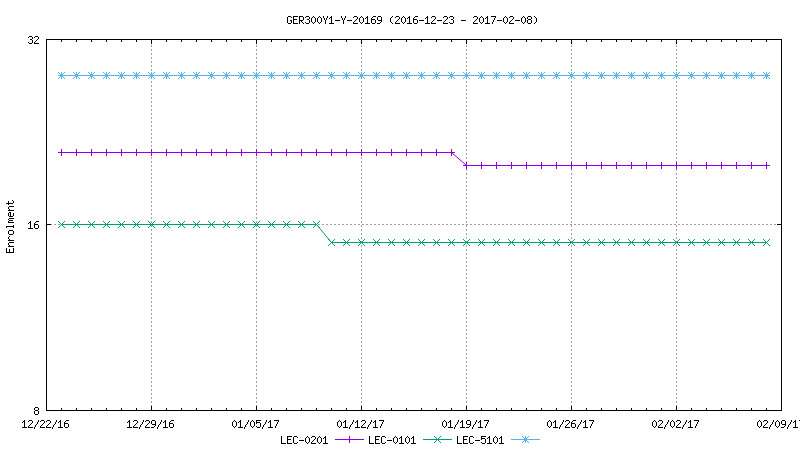 GER300Y1-Y-20169 (2016-12-23 - 2017-02-08)
32
16
8
Enrolment
12/22/16 12/29/16 01/05/17 01/12/17 01/19/17 01/26/17 02/02/17 02/09/1
LEC-0201 LEC-0101 LEC-5101